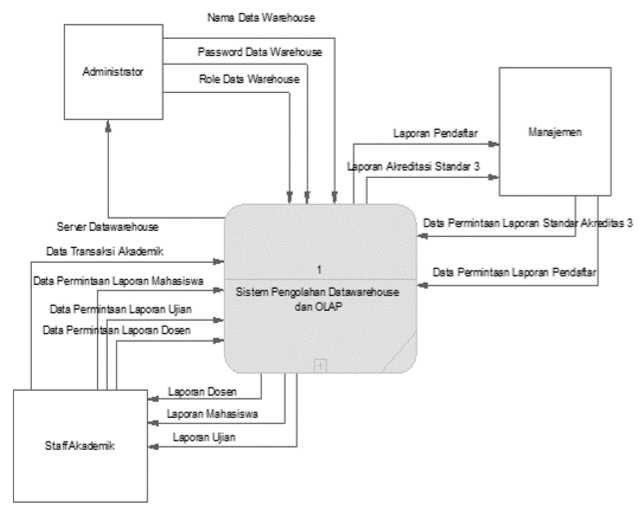 Nama Data Warehouse
Password Data Warehouse
Administrator
Role Data Warehouse
Manajemen
Laporan Pendaftar
Laporan Akreditasi Standar 3
Server Datawarehouse
Data Permintaan Laporan Standar Akreditas 3
Data Transaksi Akademik
1
Data Permintaan Laporan Pendaftar
Data Permintaan Laporan Mahasiswa
Sistem Pengolahan Datawarehouse
dan OLAP
Data Permintaan Laporan Ujian
Data Permintaan Laporan Dosen
Laporan Dosen
Laporan Mahasiswa
Laporan Ujian
StaffAkademik